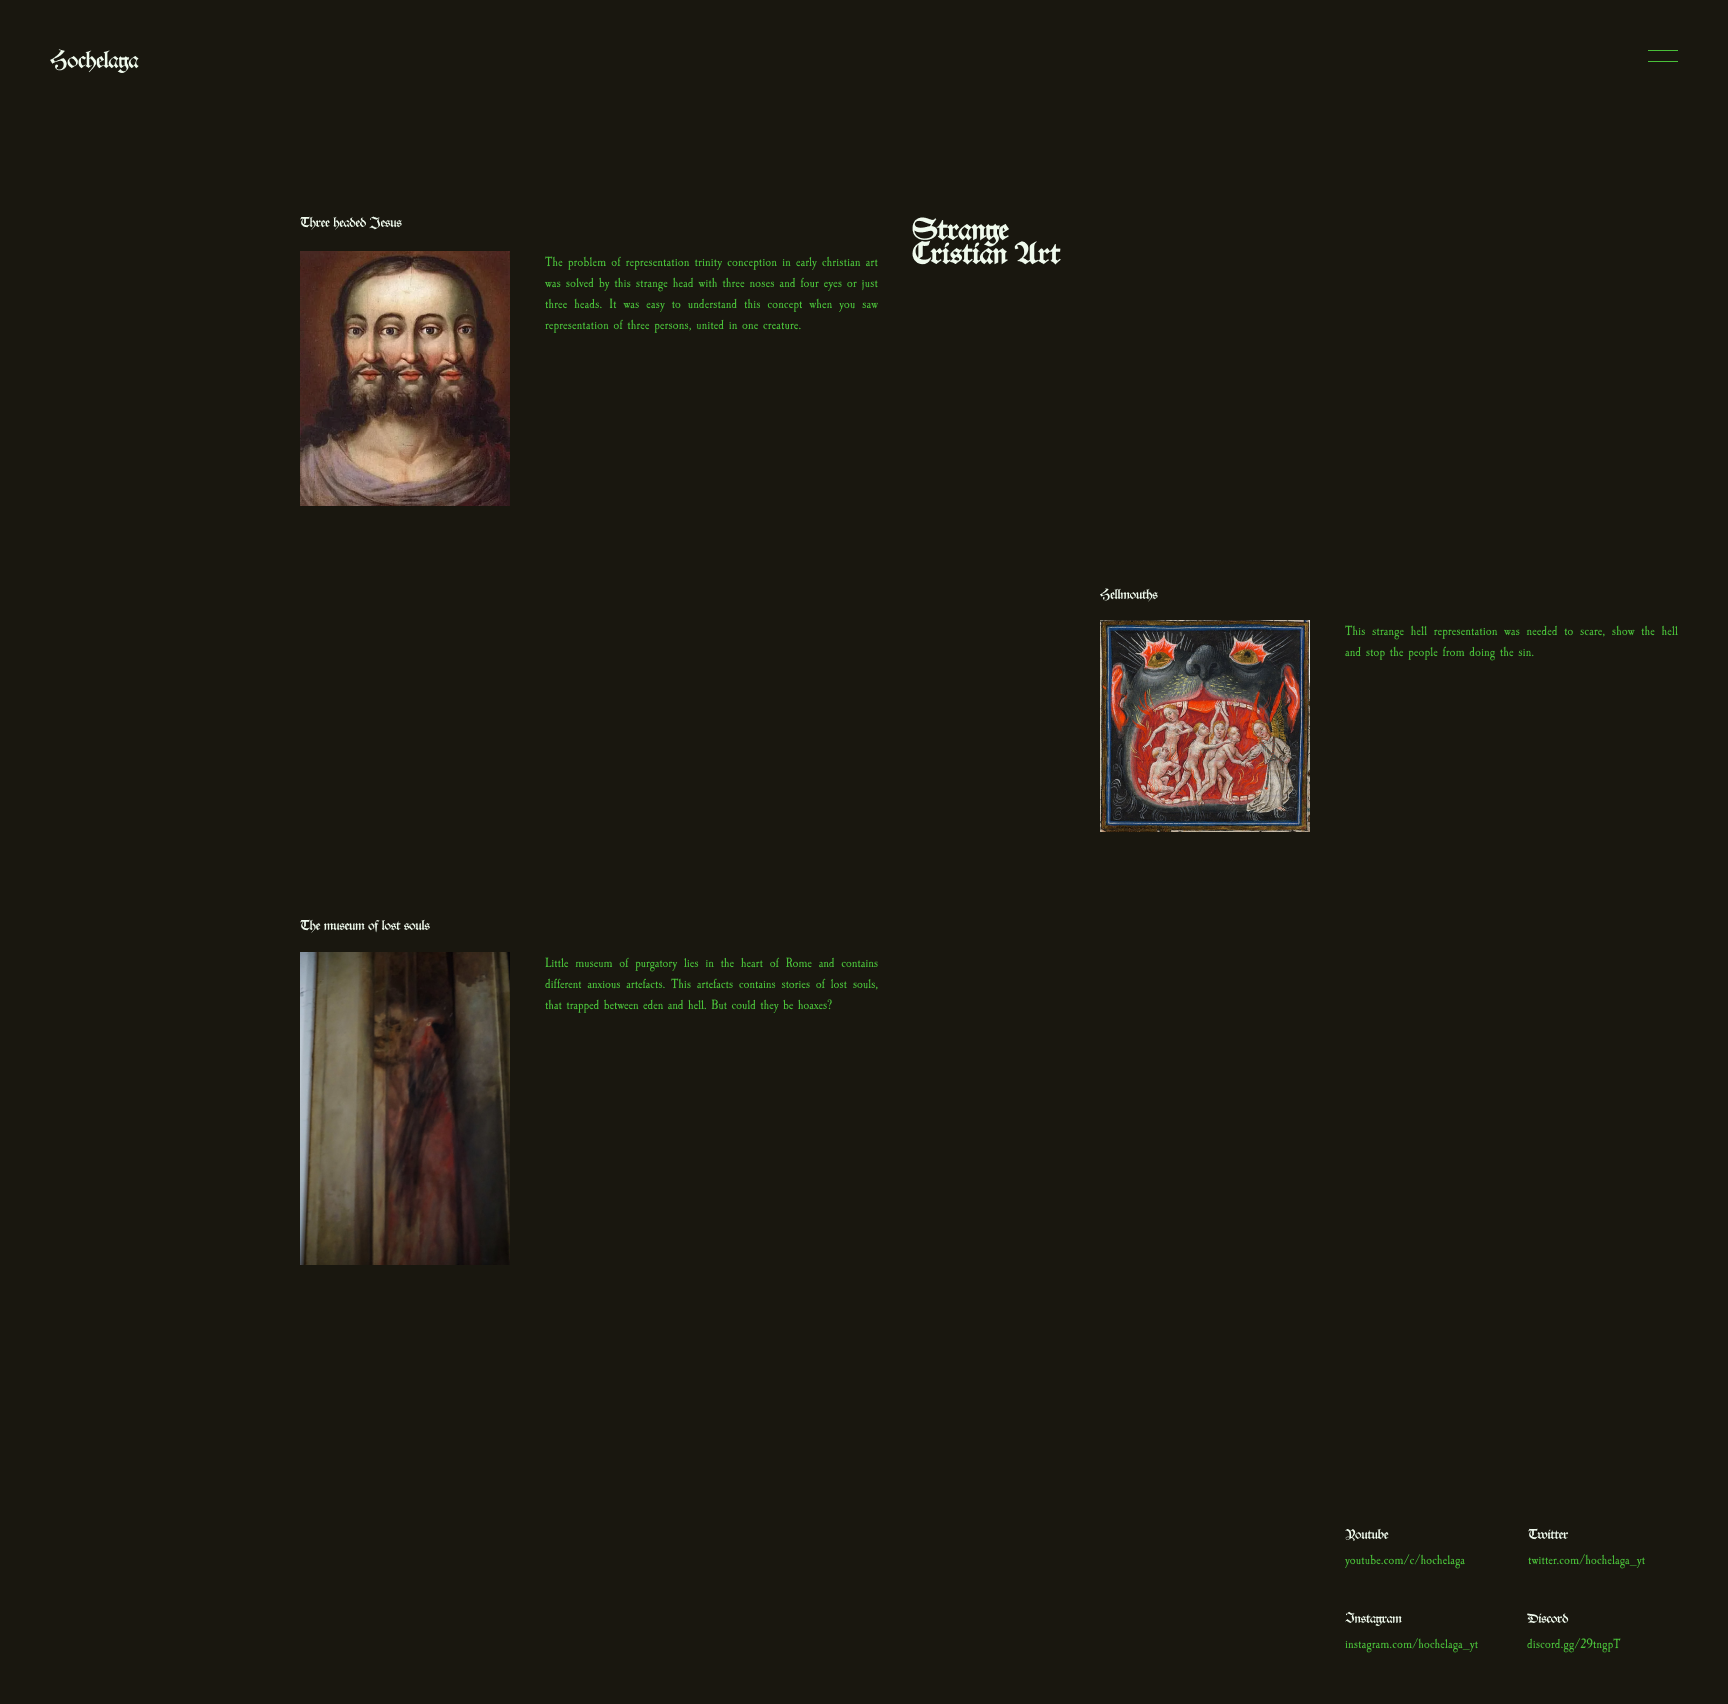 Hochelaga
Three headed Jesus
The problem of representation trinity conception in early christian art
was solved by this strange head with three noses and four eyes or just
three heads. It was easy to understand this concept when you saw
representation of three persons, united in one creature.
Strange
Cristian Art
Hellmouths
This strange hell representation was needed to scare, show the hell
and stop the people from doing the sin.
The museum of lost souls
Little museum of purgatory lies in the heart of Rome and contains
different anxious artefacts. This artefacts contains stories of lost souls,
that trapped between eden and hell. But could they be hoaxes?
Youtube
youtube.com/c/hochelaga
Twitter
twitter.com/hochelaga_yt
Instagram
instagram.com/hochelaga_yt
Discord
discord.gg/29tngpT